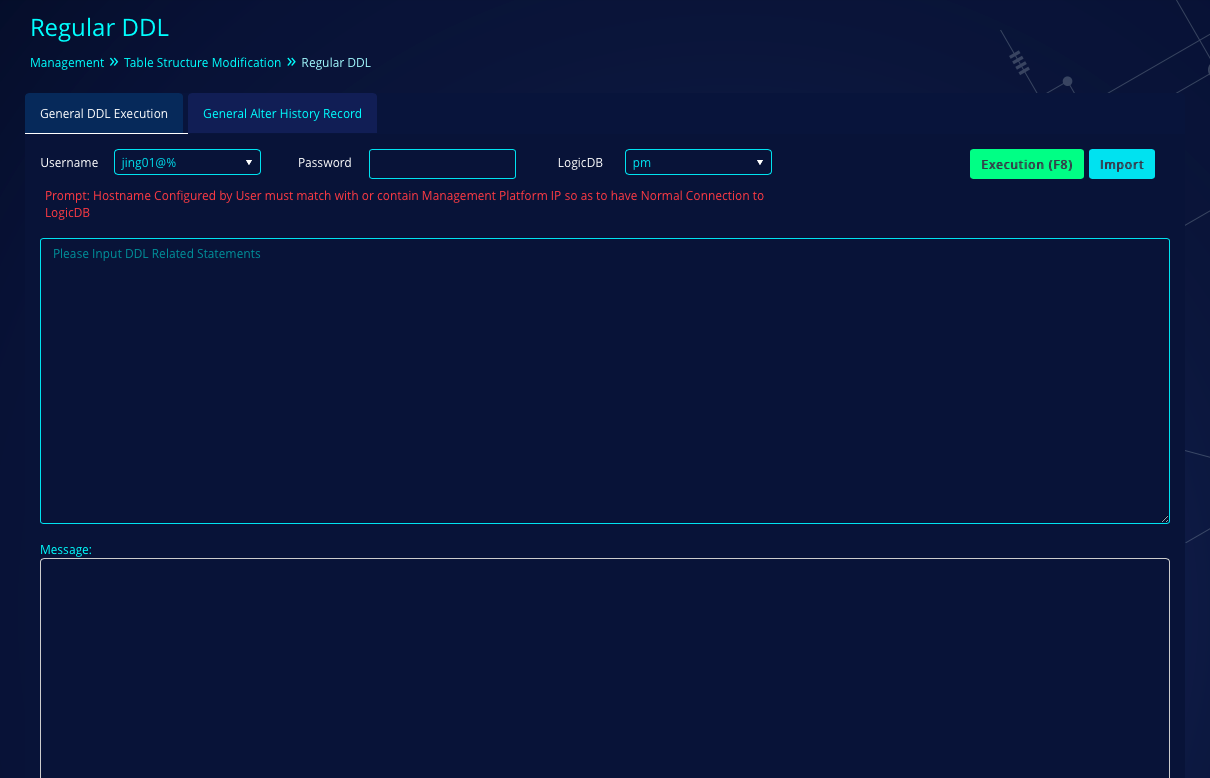 Regular DDL
Management » Table Structure Modification » Regular DDL
General DDL Execution General Alter History Record
Username jing01@% Password LogicDB pm Execution (F8) Import
Prompt: Hostname Configured by User must match with or contain Management Platform IP so as to have Normal Connection to
LogicDB
Please Input DDL Related Statements
Message: